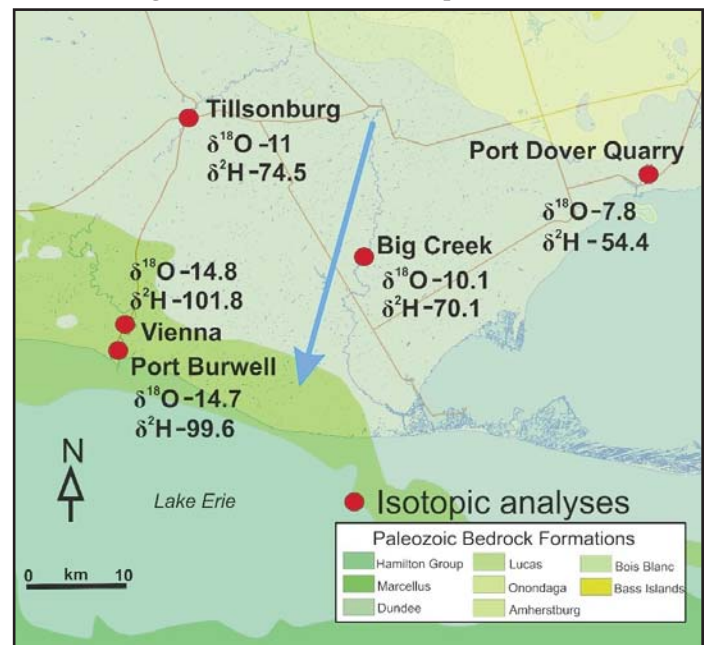 Tillsonburg
δ¹⁸O -11
δ²H -74.5
Port Dover Quarry
δ¹⁸O -7.8
δ²H -54.4
Big Creek
δ¹⁸O -10.1
δ²H -70.1
δ¹⁸O -14.8
δ²H -101.8
Vienna
Port Burwell
δ¹⁸O -14.7
δ²H -99.6
N
Lake Erie
0 km 10
Isotopic analyses
Paleozoic Bedrock Formations
Hamilton Group
Marcellus
Dundee
Lucas
Onondaga
Amherstburg
Bois Blanc
Bass Islands